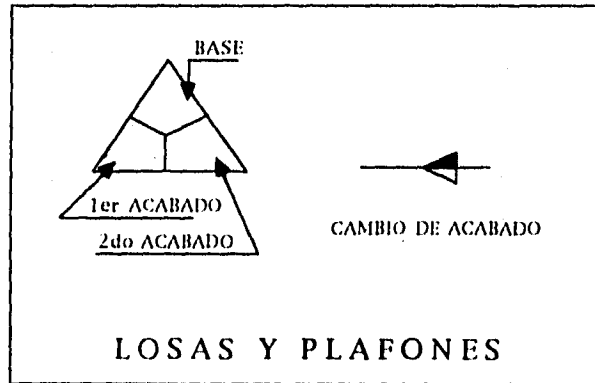 BASE
1er ACABADO
2do ACABADO
CAMBIO DE ACABADO
LOSAS Y PLAFONES